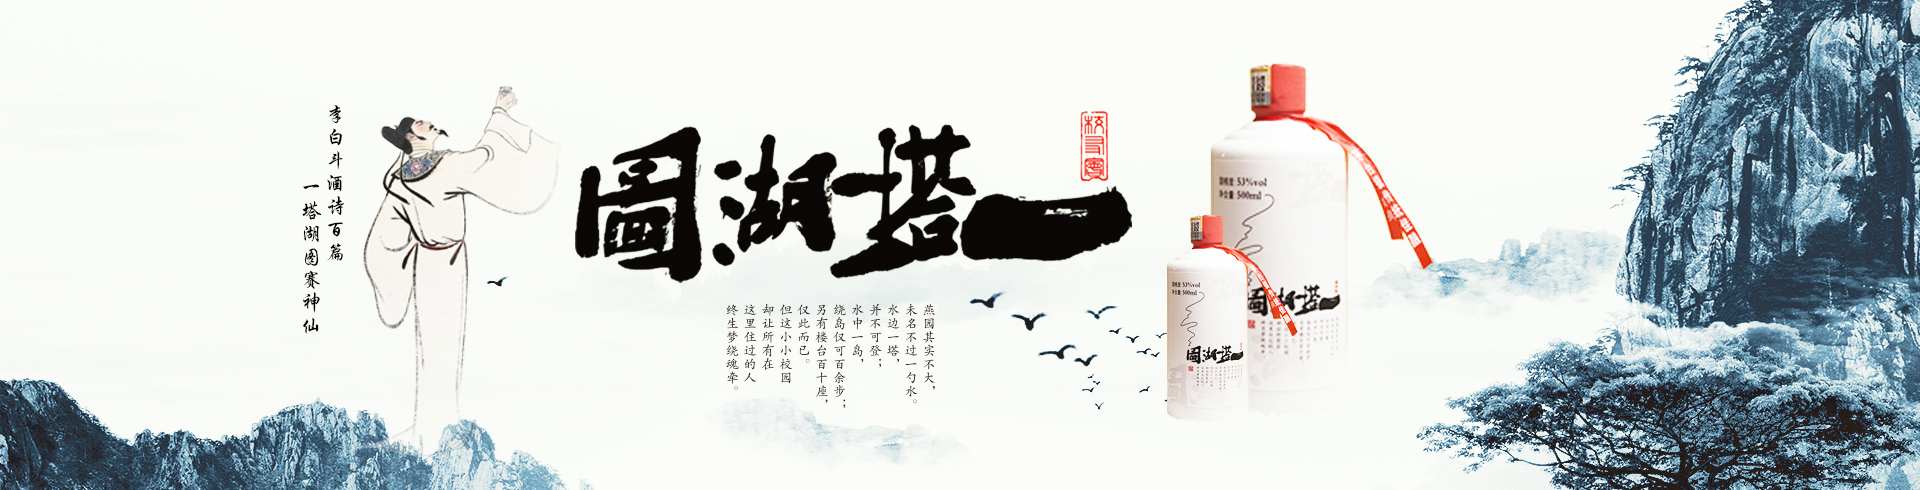 李白斗酒诗百篇
一塔湖图赛神仙
一塔湖圖
燕园其实不大，
未名不过一勺水。
水边一塔，
并不可登；
水中一岛，
绕岛仅可百余步；
另有楼台百十座，
仅此而已。
但这小小校园
却让所有在
这里住过的人
终生梦绕魂牵。
酒精度 53%vol
净含量 500ml
酒精度 53%vol
净含量 500ml
一塔湖圖
一塔湖圖